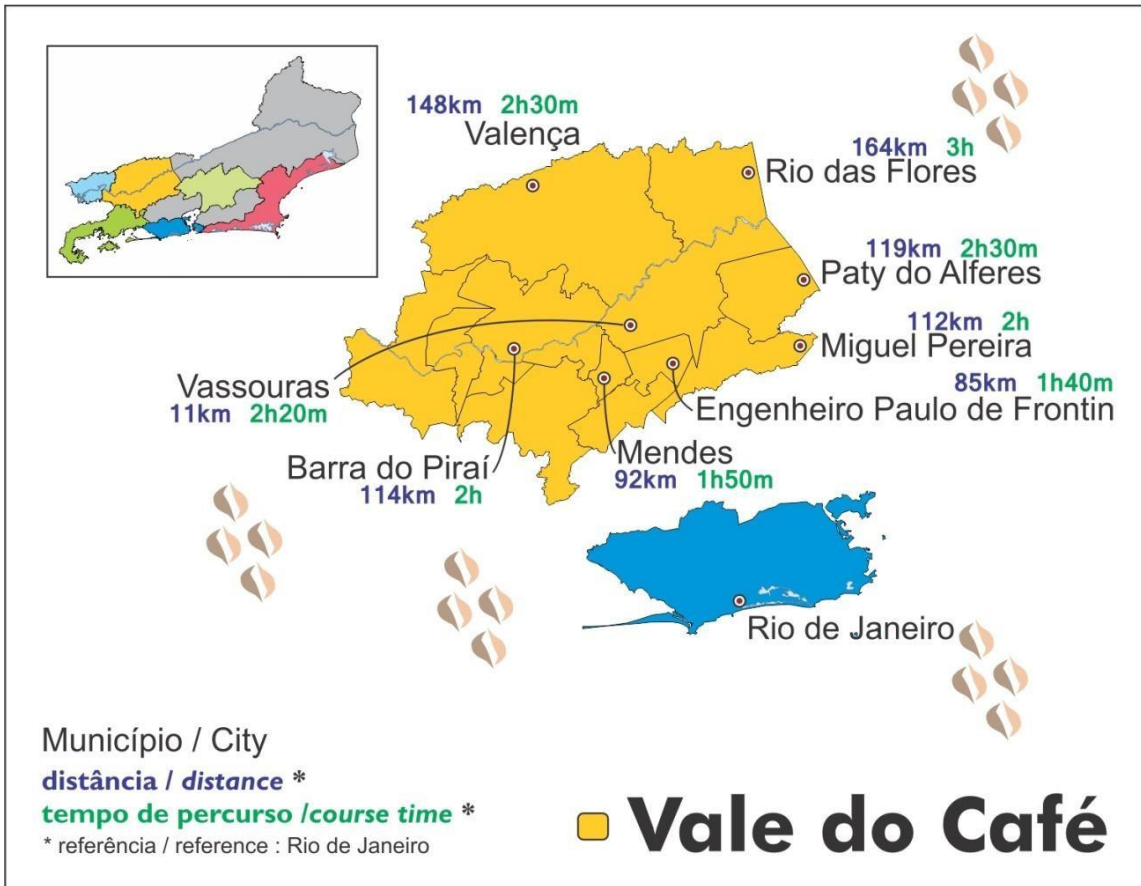 148km 2h30m
Valença
164km 3h
Rio das Flores
119km 2h30m
Paty do Alferes
112km 2h
Miguel Pereira
85km 1h40m
Engenheiro Paulo de Frontin
Vassouras
11km 2h20m
Mendes
92km 1h50m
Barra do Piraí
114km 2h
Rio de Janeiro
Município / City
distância / distance *
tempo de percurso /course time *
* referência / reference : Rio de Janeiro
Vale do Café